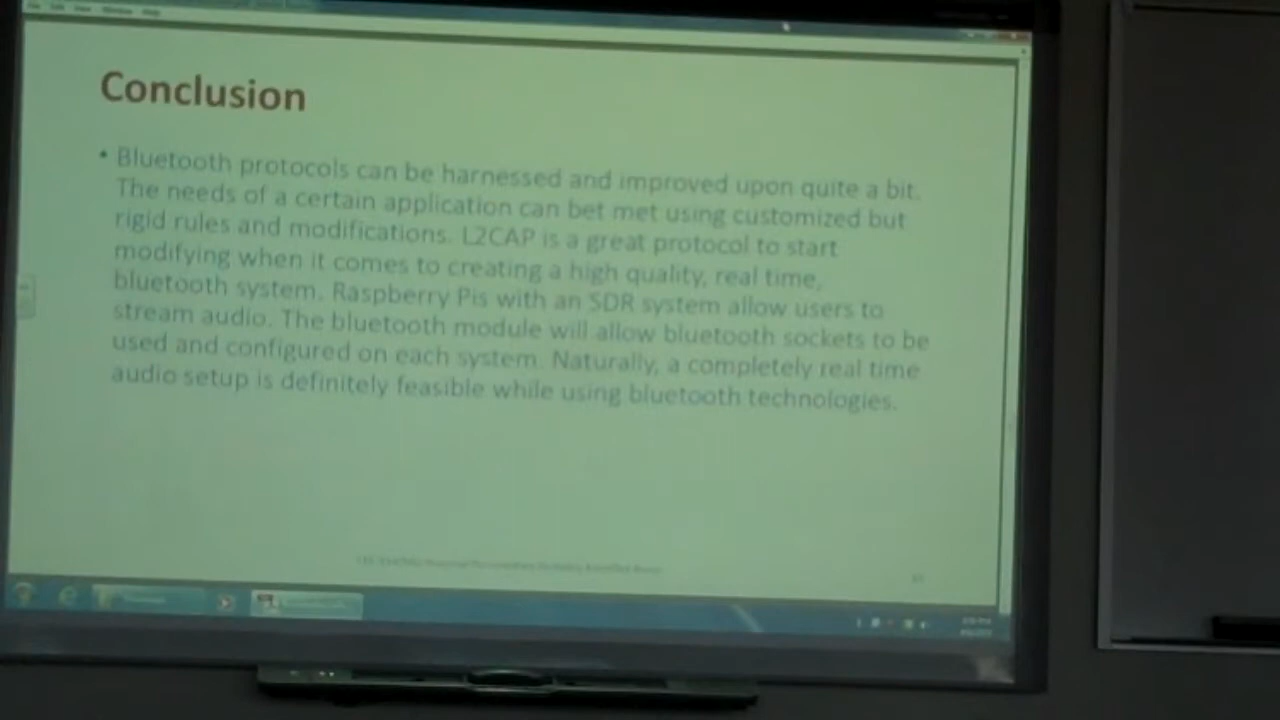 Conclusion
• Bluetooth protocols can be harnessed and improved upon quite a bit.
The needs of a certain application can bet met using customized but
rigid rules and modifications. L2CAP is a great protocol to start
modifying when it comes to creating a high quality, real time,
bluetooth system. Raspberry Pis with an SDR system allow users to
stream audio. The bluetooth module will allow bluetooth sockets to be
used and configured on each system. Naturally, a completely real time
audio setup is definitely feasible while using bluetooth technologies.